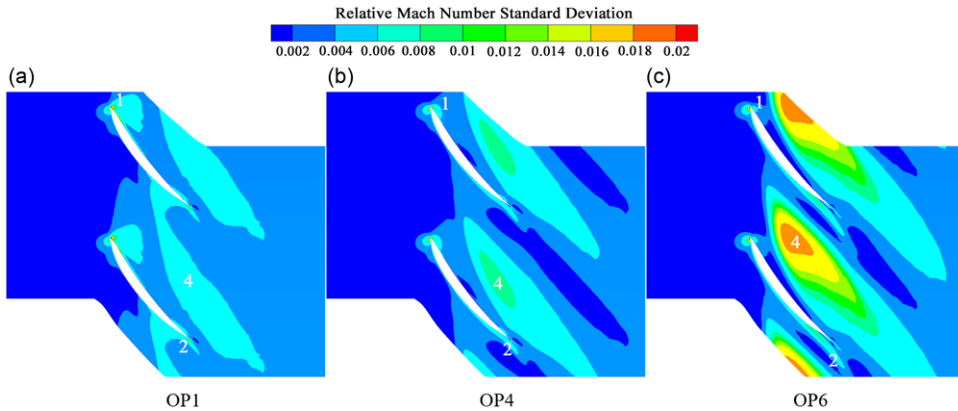 Relative Mach Number Standard Deviation
0.002 0.004 0.006 0.008 0.01 0.012 0.014 0.016 0.018 0.02
(a) (b) (c)
1 1 1
4 4 4
2 2 2
OP1 OP4 OP6